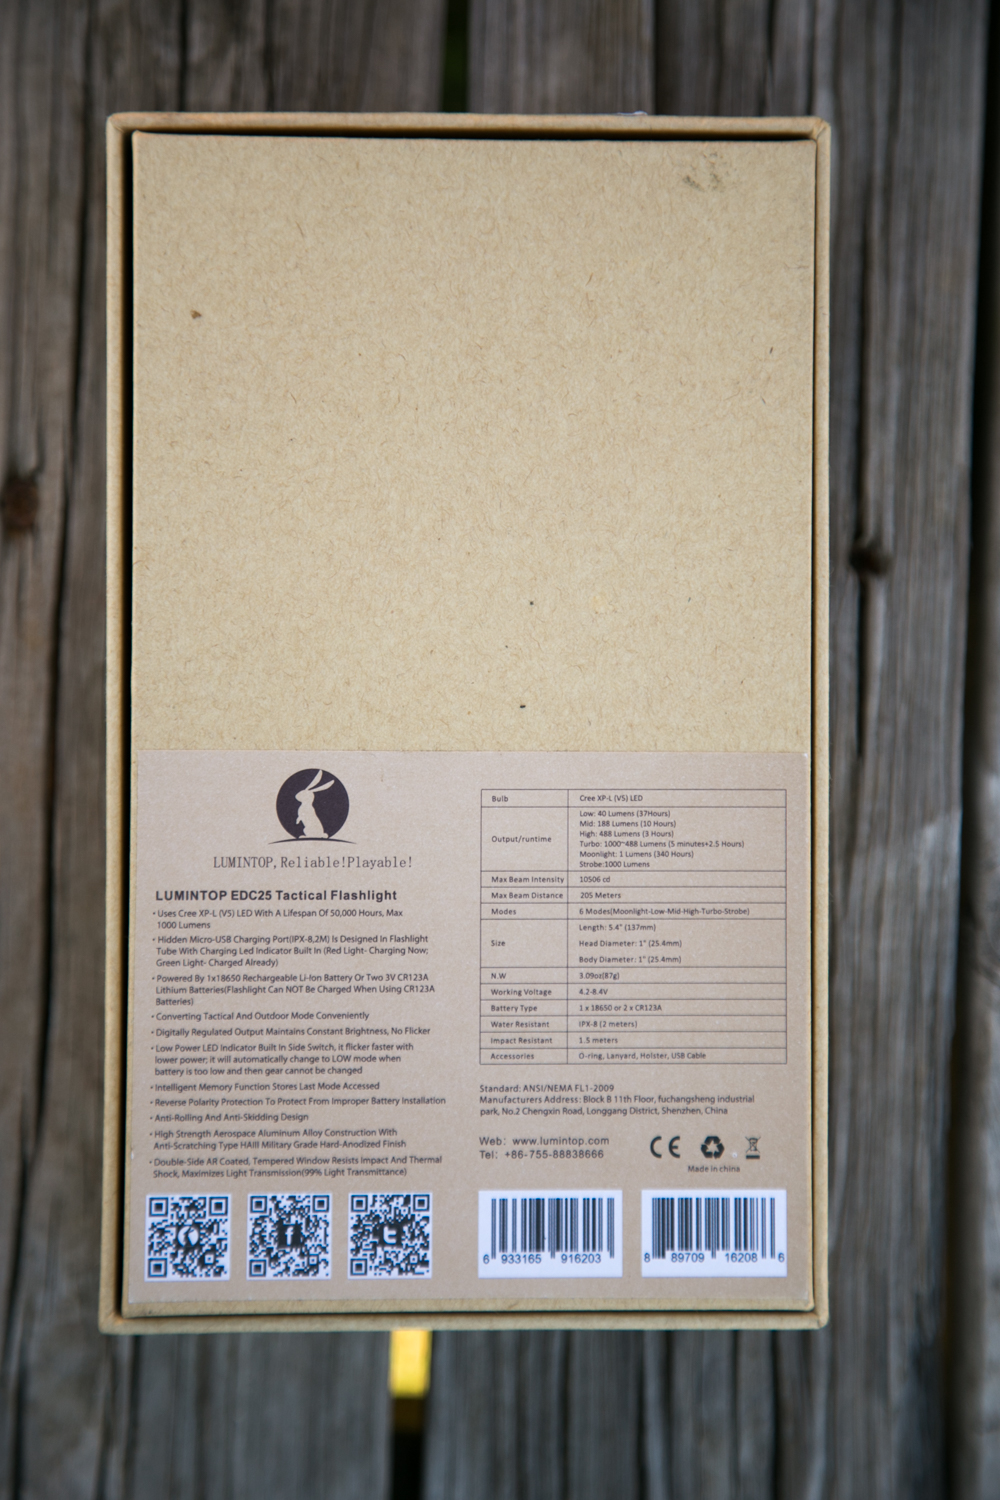 LUMINTOP, Reliable!Playable!
LUMINTOP EDC25 Tactical Flashlight
• Uses Cree XP-L (V5) LED With A Lifespan Of 50,000 Hours, Max
1000 Lumens
• Hidden Micro-USB Charging Port(IPX-8,2M) Is Designed In Flashlight
Tube With Charging Led Indicator Built In (Red Light- Charging Now;
Green Light- Charged Already)
• Powered By 1x18650 Rechargeable Li-Ion Battery Or Two 3V CR123A
Lithium Batteries(Flashlight Can NOT Be Charged When Using CR123A
Batteries)
• Converting Tactical And Outdoor Mode Conveniently
• Digitally Regulated Output Maintains Constant Brightness, No Flicker
• Low Power LED Indicator Built In Side Switch, it flicker faster with
lower power; it will automatically change to LOW mode when
battery is too low and then gear cannot be changed
• Intelligent Memory Function Stores Last Mode Accessed
• Reverse Polarity Protection To Protect From Improper Battery Installation
• Anti-Rolling And Anti-Skidding Design
• High Strength Aerospace Aluminum Alloy Construction With
Anti-Scratching Type HAIII Military Grade Hard-Anodized Finish
• Double-Side AR Coated, Tempered Window Resists Impact And Thermal
Shock, Maximizes Light Transmission(99% Light Transmittance)
Bulb Cree XP-L (V5) LED
Output/runtime Low: 40 Lumens (37Hours)
Mid: 188 Lumens (10 Hours)
High: 488 Lumens (3 Hours)
Turbo: 1000~488 Lumens (5 minutes+2.5 Hours)
Moonlight: 1 Lumens (340 Hours)
Strobe:1000 Lumens
Max Beam Intensity 10506 cd
Max Beam Distance 205 Meters
Modes 6 Modes(Moonlight-Low-Mid-High-Turbo-Strobe)
Size Length: 5.4" (137mm)
Head Diameter: 1" (25.4mm)
Body Diameter: 1" (25.4mm)
N.W 3.09oz(87g)
Working Voltage 4.2-8.4V
Battery Type 1 x 18650 or 2 x CR123A
Water Resistant IPX-8 (2 meters)
Impact Resistant 1.5 meters
Accessories O-ring, Lanyard, Holster, USB Cable
Standard: ANSI/NEMA FL1-2009
Manufacturers Address: Block B 11th Floor, fuchangsheng industrial
park, No.2 Chengxin Road, Longgang District, Shenzhen, China
Web: www.lumintop.com
Tel: +86-755-88838666
CE
Made in china
6 933165 916203
8 89709 16208 6